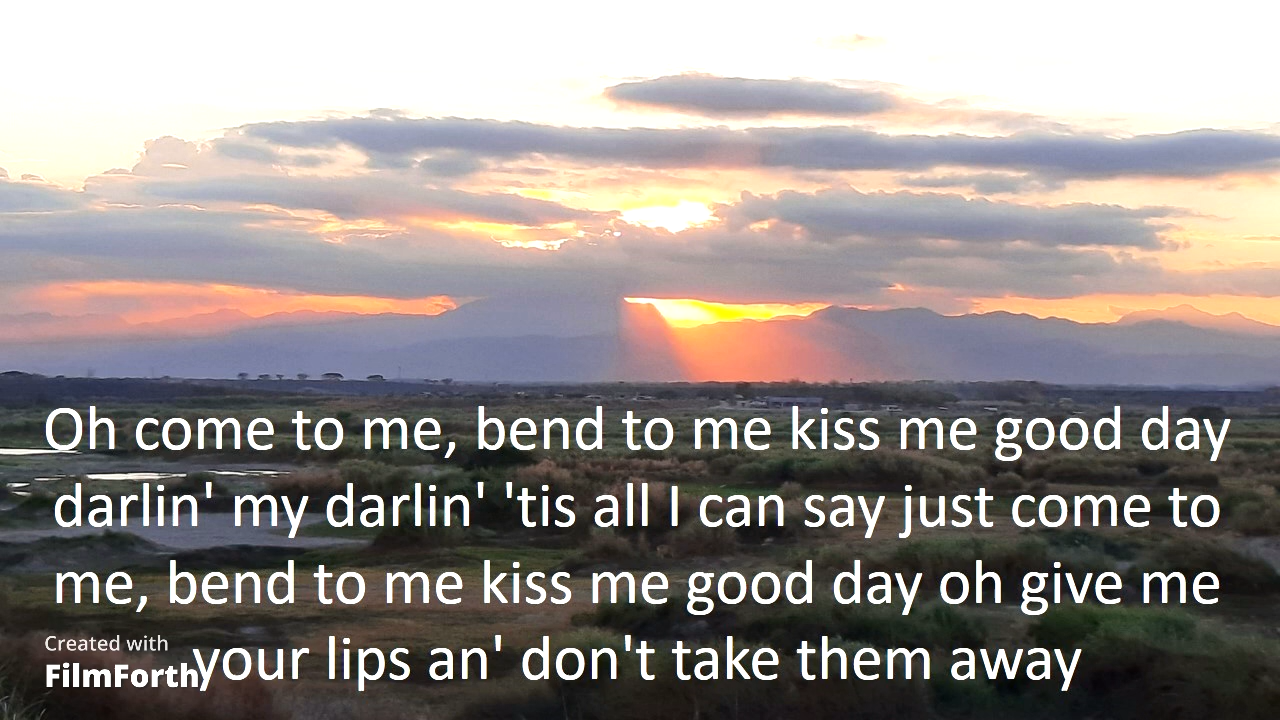 Oh come to me, bend to me kiss me good day
darlin' my darlin' 'tis all I can say just come to
me, bend to me kiss me good day oh give me
your lips an' don't take them away
Created with
FilmForth